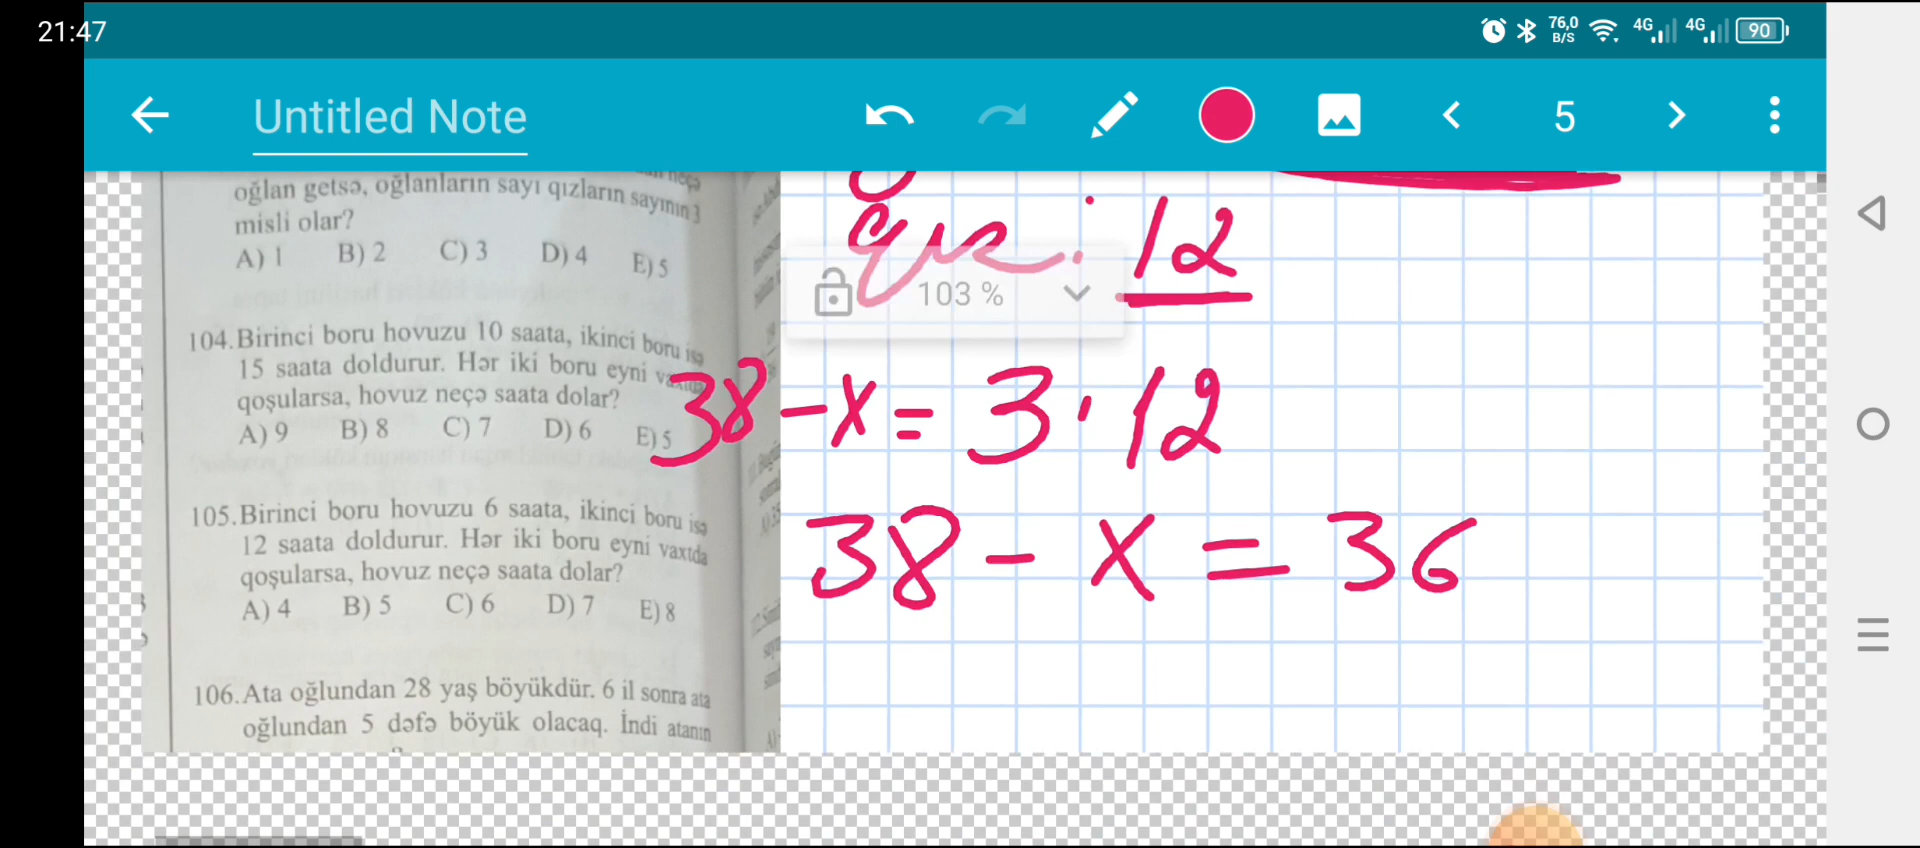 21:47
76,0 B/S 4G 4G 90
Untitled Note
5
neçə
oğlan getsə, oğlanların sayı qızların sayının 3
misli olar?
A) 1 B) 2 C) 3 D) 4 E) 5
104. Birinci boru hovuzu 10 saata, ikinci boru isə
15 saata doldurur. Hər iki boru eyni vaxtda
qoşularsa, hovuz neçə saata dolar?
A) 9 B) 8 C) 7 D) 6 E) 5
105. Birinci boru hovuzu 6 saata, ikinci boru isə
12 saata doldurur. Hər iki boru eyni vaxtda
qoşularsa, hovuz neçə saata dolar?
A) 4 B) 5 C) 6 D) 7 E) 8
106. Ata oğlundan 28 yaş böyükdür. 6 il sonra ata
oğlundan 5 dəfə böyük olacaq. İndi atanın
: 12
103 %
38 - x = 3 · 12
38 - x = 36